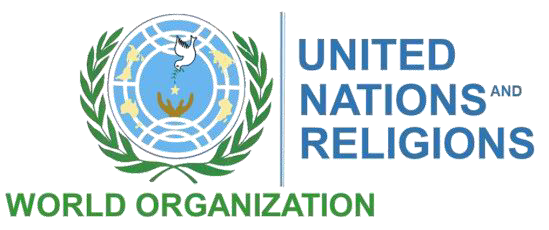 UNITED
NATIONS AND
RELIGIONS
WORLD ORGANIZATION